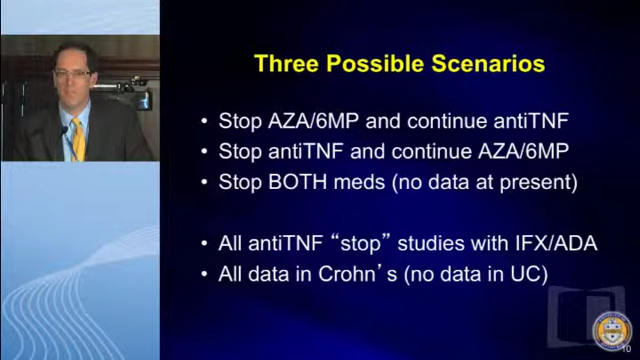 Three Possible Scenarios
• Stop AZA/6MP and continue antiTNF
• Stop antiTNF and continue AZA/6MP
• Stop BOTH meds (no data at present)
• All antiTNF “stop” studies with IFX/ADA
• All data in Crohn’s (no data in UC)
10